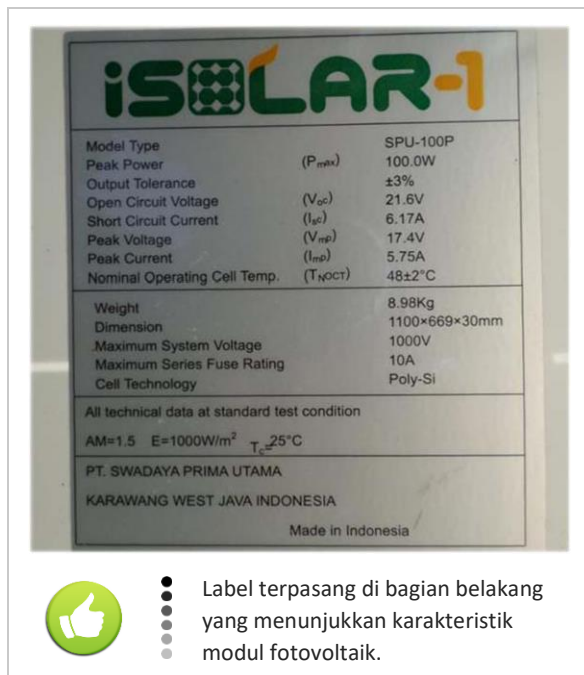 iSOLAR-1
Model Type SPU-100P
Peak Power (Pmax) 100.0W
Output Tolerance ±3%
Open Circuit Voltage (Voc) 21.6V
Short Circuit Current (Isc) 6.17A
Peak Voltage (Vmp) 17.4V
Peak Current (Imp) 5.75A
Nominal Operating Cell Temp. (TNOCT) 48±2°C
Weight 8.98Kg
Dimension 1100×669×30mm
Maximum System Voltage 1000V
Maximum Series Fuse Rating 10A
Cell Technology Poly-Si
All technical data at standard test condition
AM=1.5 E=1000W/m² Tc=25°C
PT. SWADAYA PRIMA UTAMA
KARAWANG WEST JAVA INDONESIA
Made in Indonesia
Label terpasang di bagian belakang
yang menunjukkan karakteristik
modul fotovoltaik.